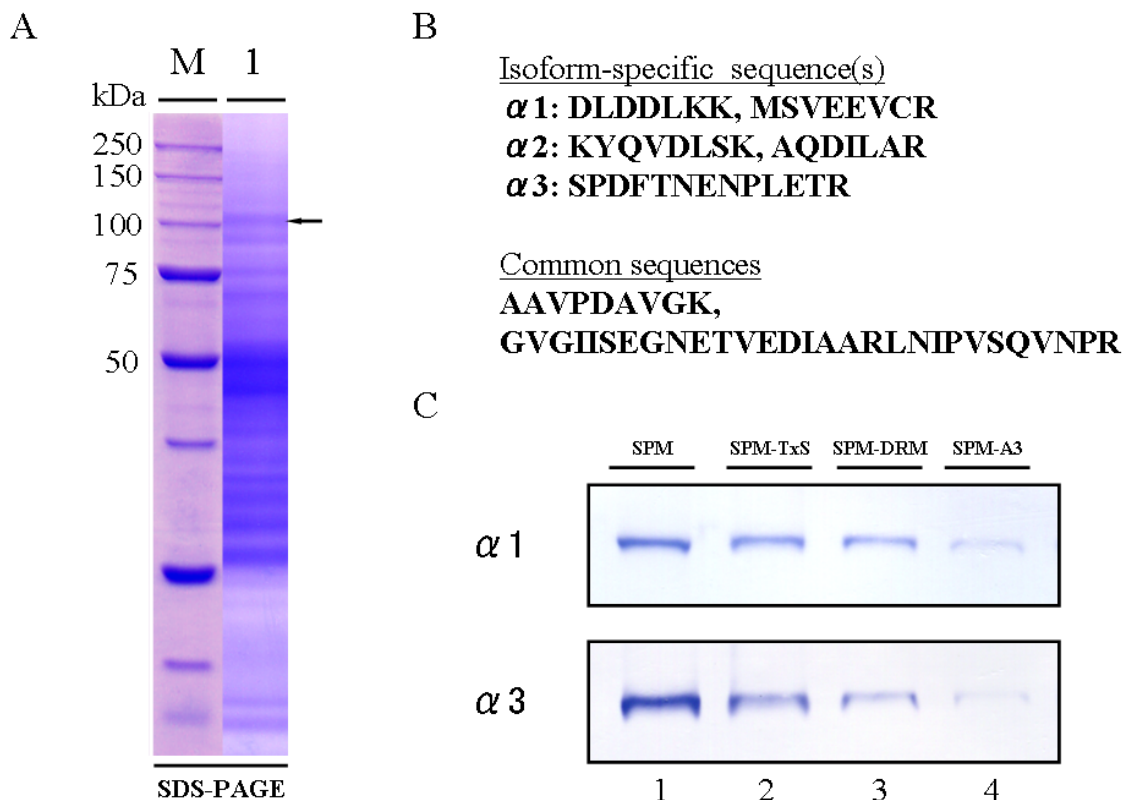 A
M 1
kDa
250
150
100
75
50
SDS-PAGE
B
Isoform-specific sequence(s)
α1: DLDDLKK, MSVEEVCR
α2: KYQVDLSK, AQDILAR
α3: SPDFTNENPLETR
Common sequences
AAVPDAVGK,
GVGIISEGNETVEDIAARLNIPVSQVNPR
C
SPM SPM-TxS SPM-DRM SPM-A3
α1
α3
1 2 3 4